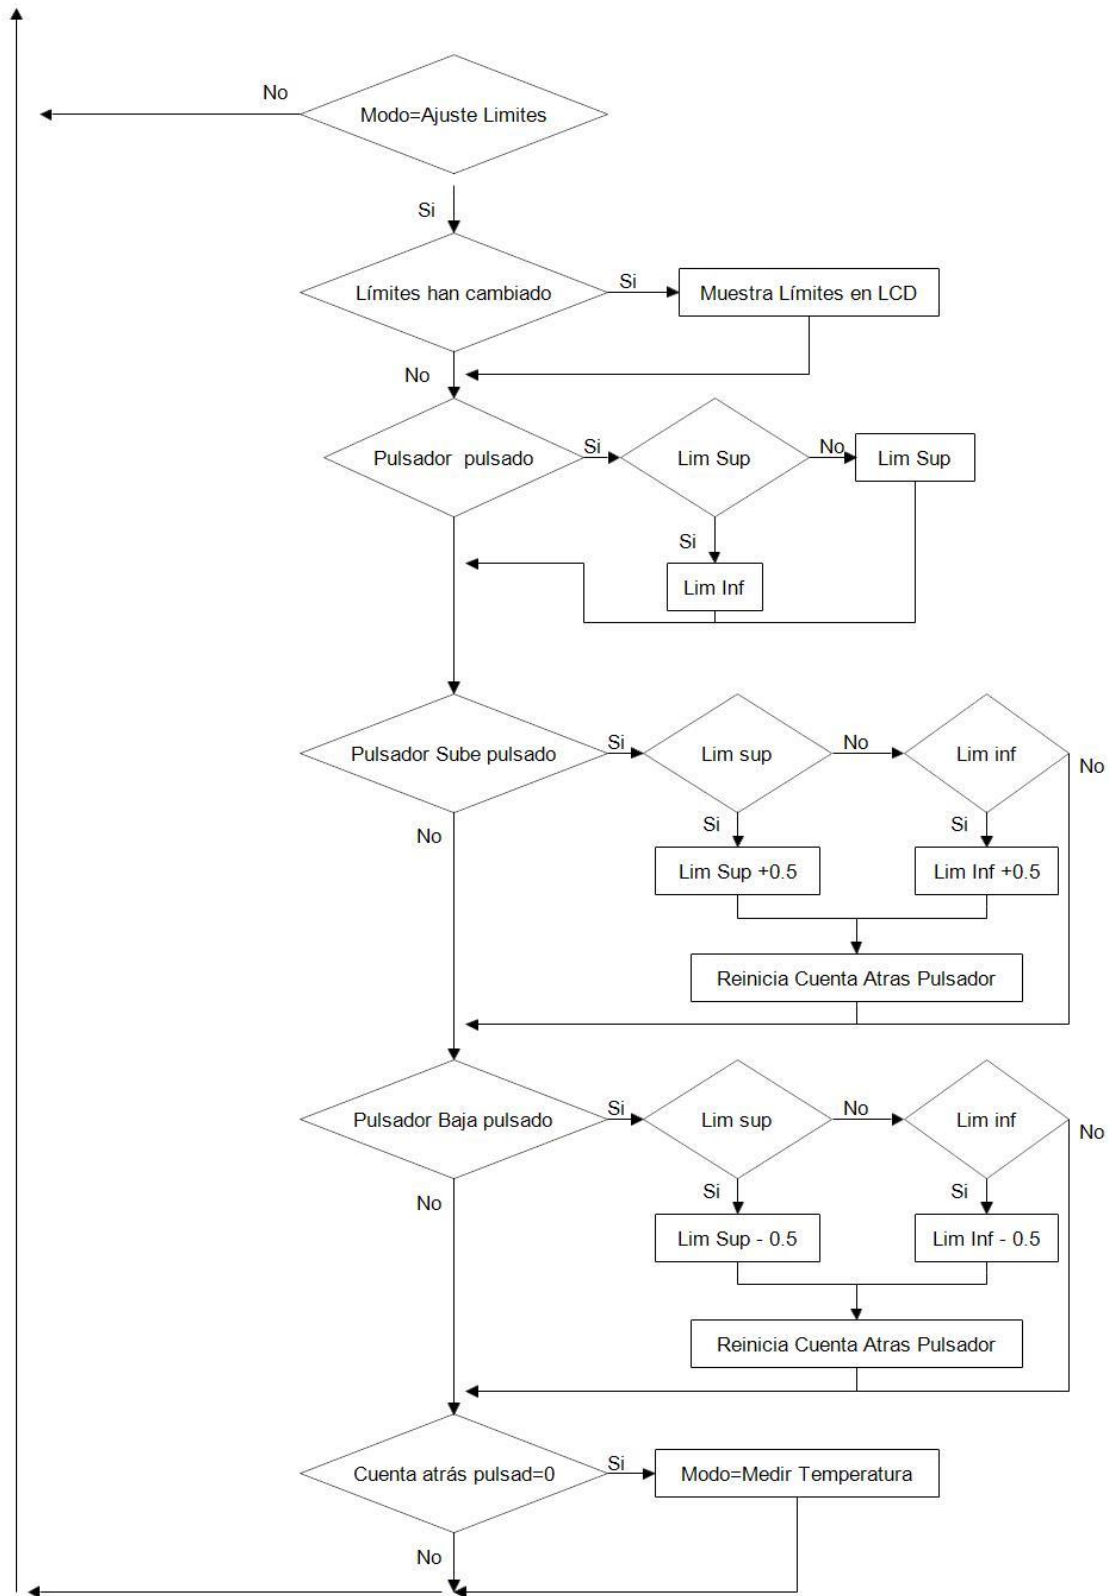 No
Modo=Ajuste Limites
Si
Límites han cambiado
Si
Muestra Límites en LCD
No
Pulsador pulsado
Si
Lim Sup
No
Lim Sup
Si
Lim Inf
Pulsador Sube pulsado
Si
Lim sup
No
Lim inf
No
No
Si
Si
Lim Sup +0.5
Lim Inf +0.5
Reinicia Cuenta Atras Pulsador
Pulsador Baja pulsado
Si
Lim sup
No
Lim inf
No
No
Si
Si
Lim Sup - 0.5
Lim Inf - 0.5
Reinicia Cuenta Atras Pulsador
Cuenta atrás pulsad=0
Si
Modo=Medir Temperatura
No